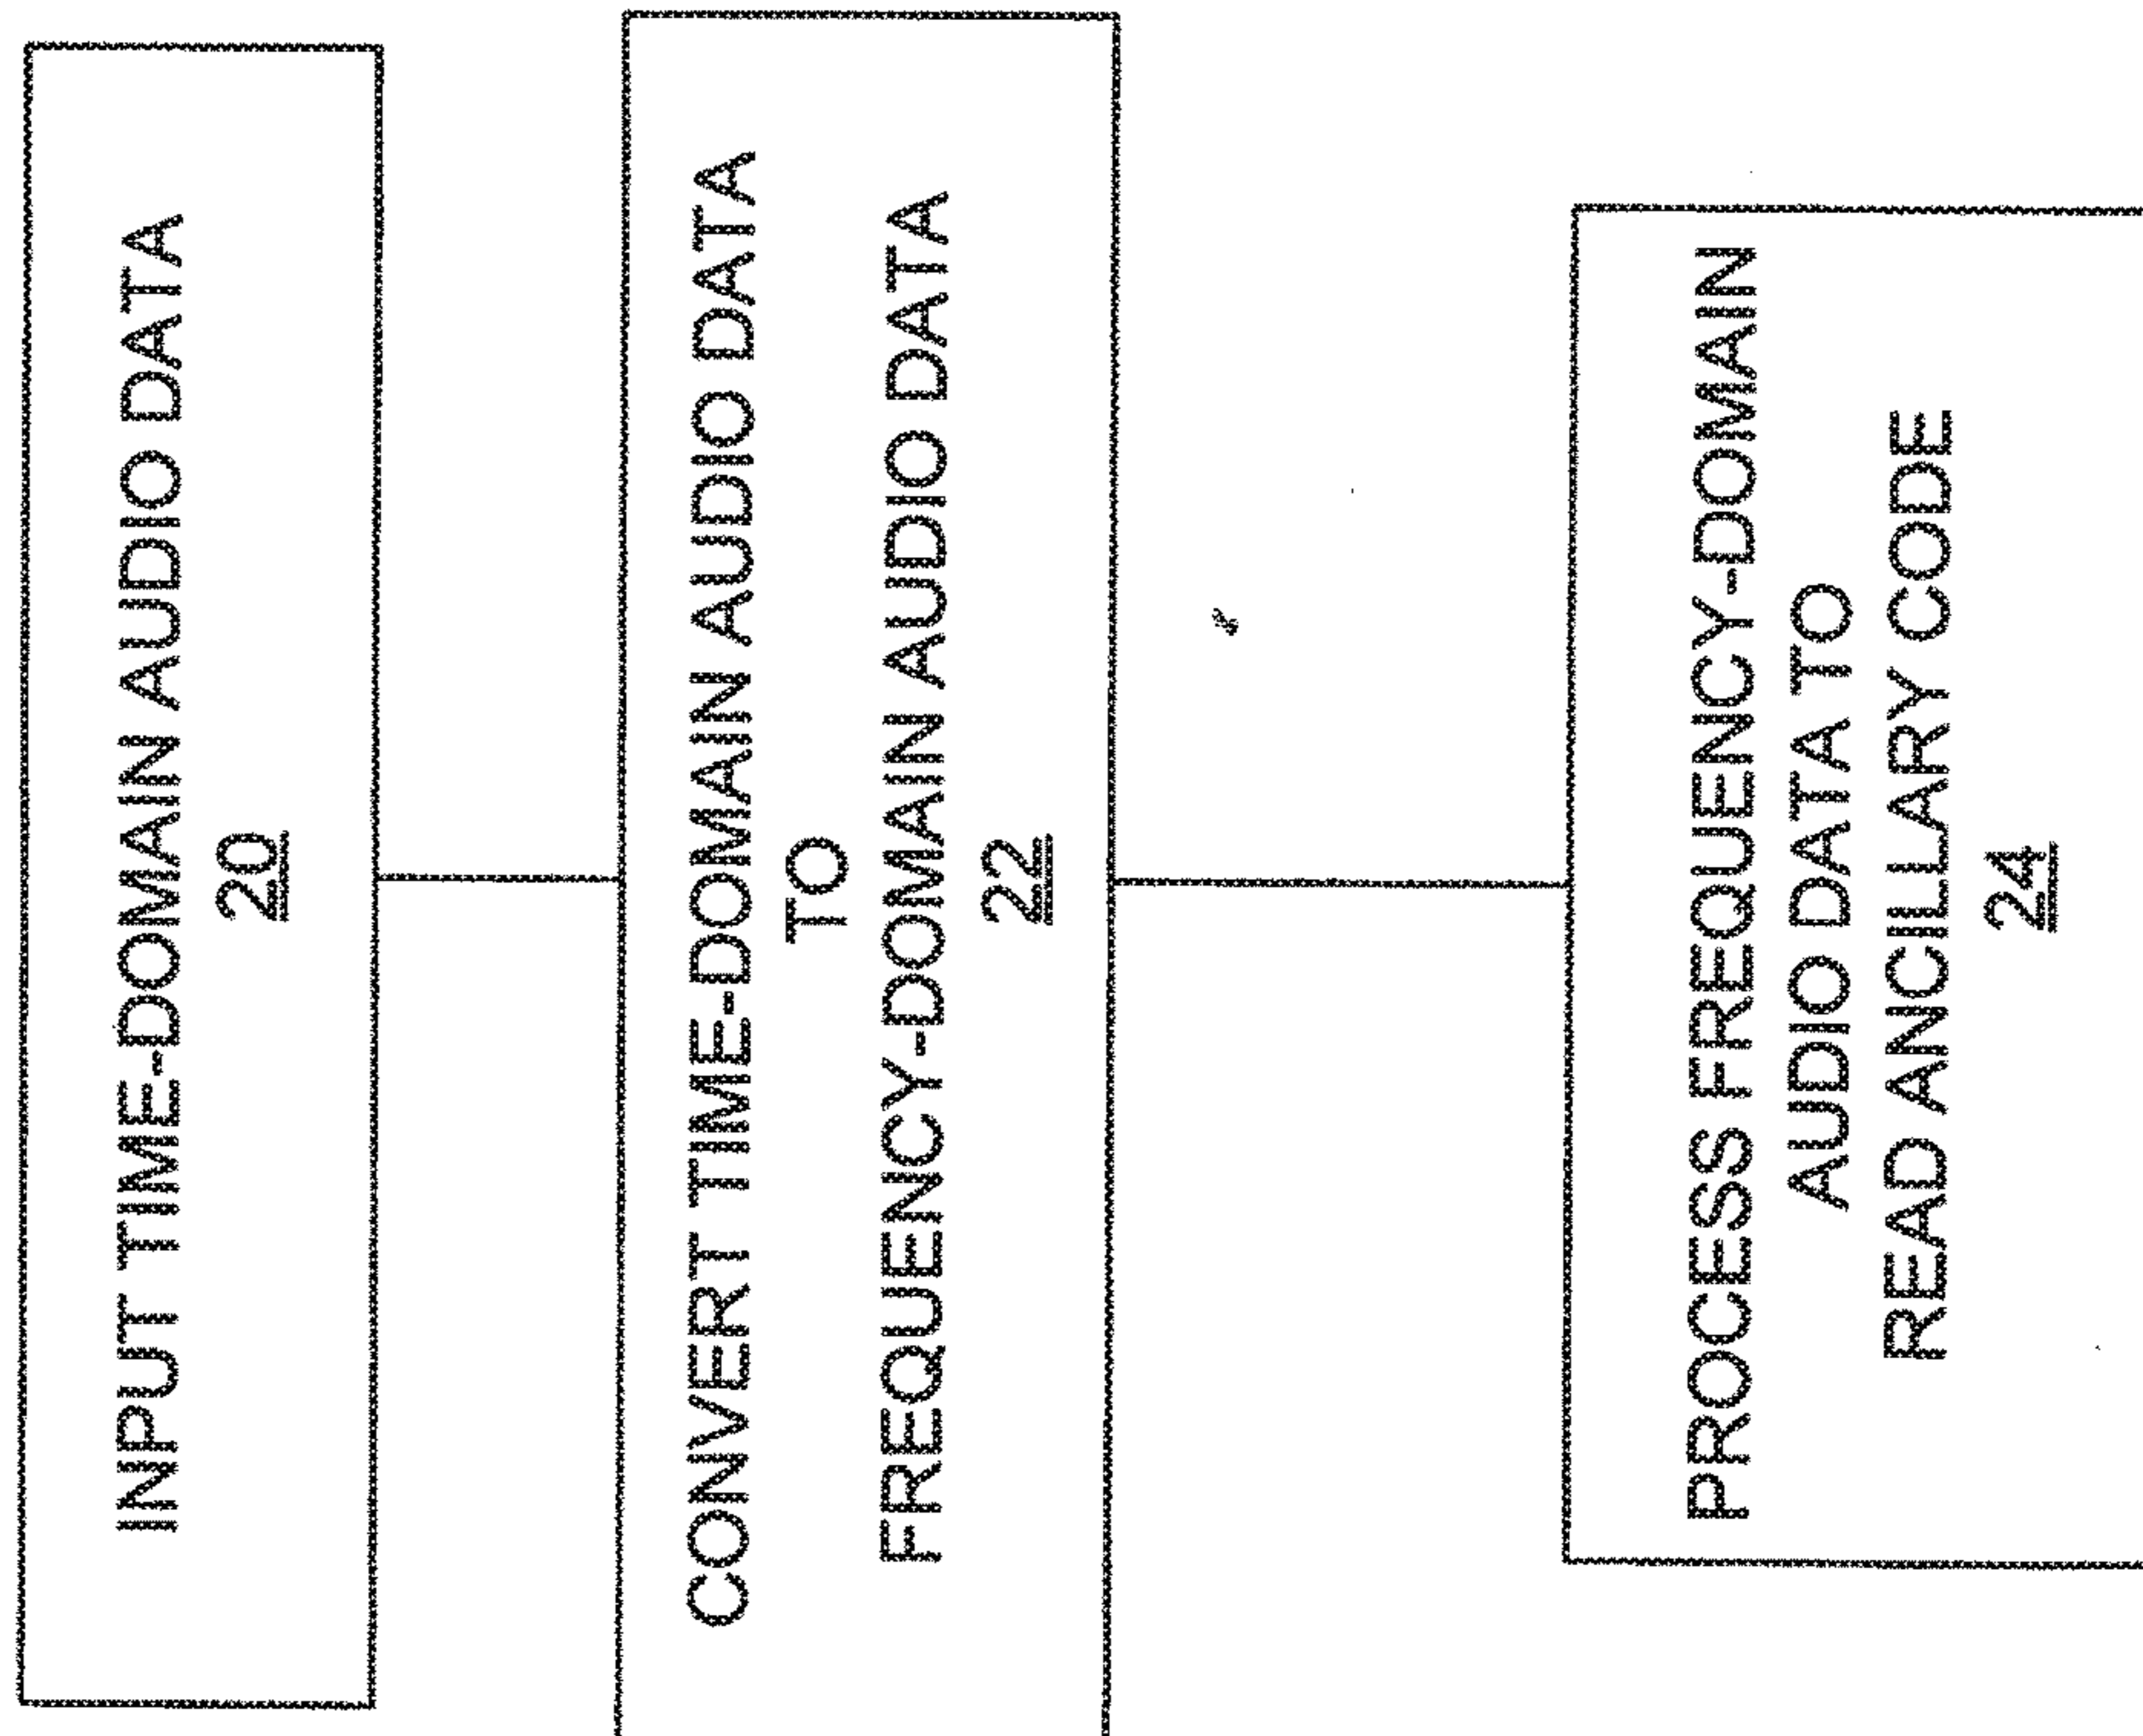 INPUT TIME-DOMAIN AUDIO DATA
20
CONVERT TIME-DOMAIN AUDIO DATA
TO
FREQUENCY-DOMAIN AUDIO DATA
22
PROCESS FREQUENCY-DOMAIN
AUDIO DATA TO
READ ANCILLARY CODE
24